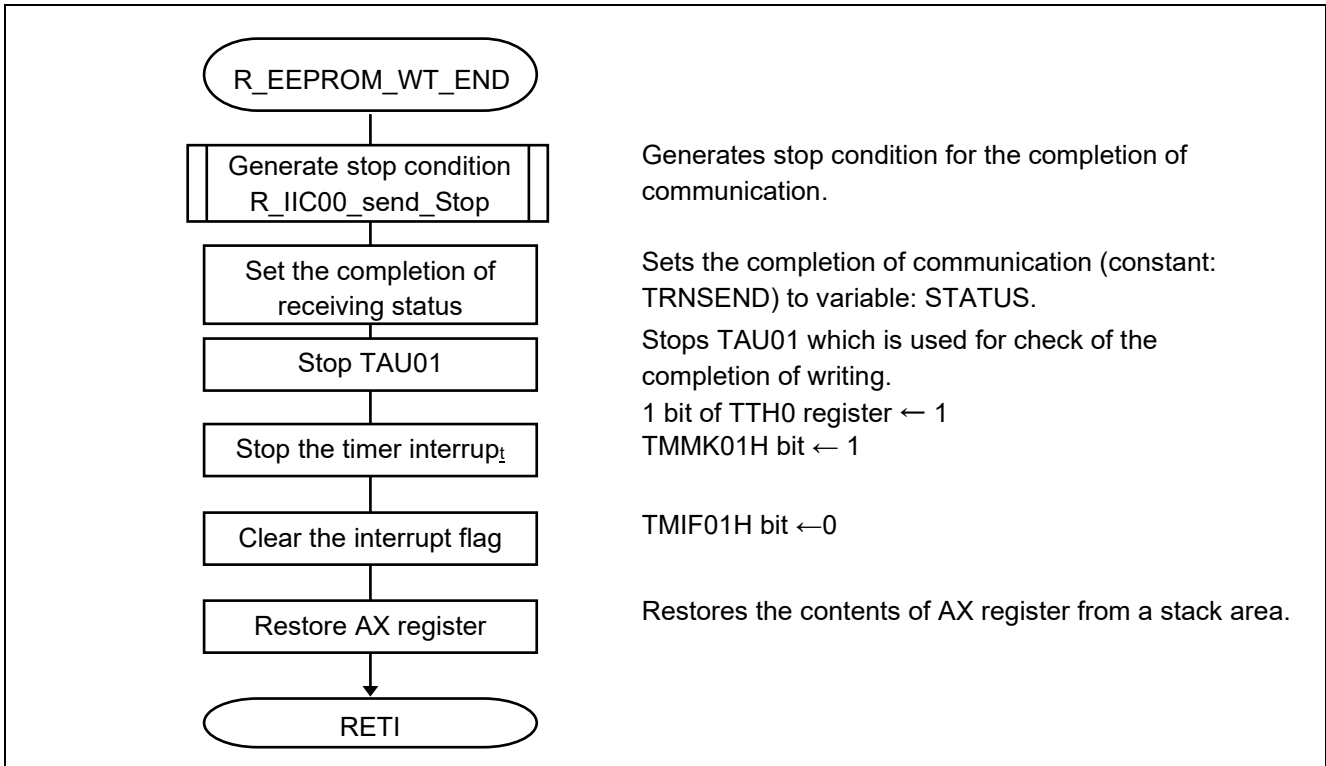 R_EEPROM_WT_END
Generate stop condition
R_IIC00_send_Stop
Generates stop condition for the completion of
communication.
Set the completion of
receiving status
Sets the completion of communication (constant:
TRNSEND) to variable: STATUS.
Stop TAU01
Stops TAU01 which is used for check of the
completion of writing.
1 bit of TTH0 register ← 1
Stop the timer interrupt
TMMK01H bit ← 1
Clear the interrupt flag
TMIF01H bit ←0
Restore AX register
Restores the contents of AX register from a stack area.
RETI